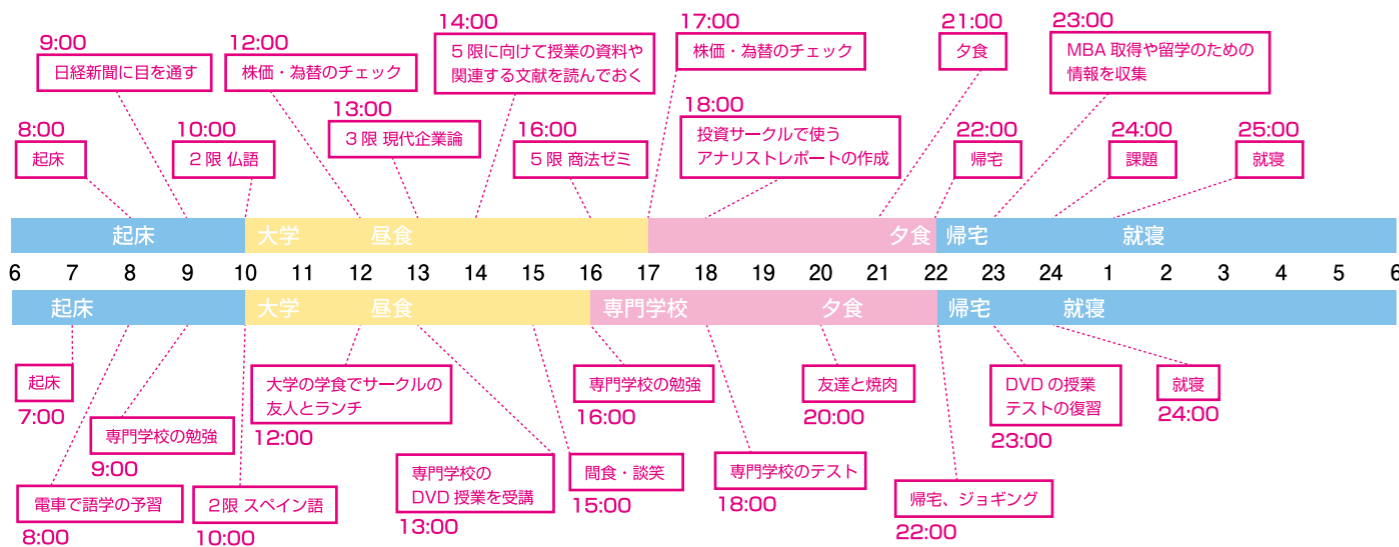 8:00
起床
9:00
日経新聞に目を通す
10:00
2限 仏語
12:00
株価・為替のチェック
13:00
3限 現代企業論
14:00
5限に向けて授業の資料や
関連する文献を読んでおく
16:00
5限 商法ゼミ
17:00
株価・為替のチェック
18:00
投資サークルで使う
アナリストレポートの作成
21:00
夕食
22:00
帰宅
23:00
MBA取得や留学のための
情報を収集
24:00
課題
25:00
就寝
起床 大学 昼食 夕食 帰宅 就寝
6 7 8 9 10 11 12 13 14 15 16 17 18 19 20 21 22 23 24 1 2 3 4 5 6
起床 大学 昼食 専門学校 夕食 帰宅 就寝
起床
7:00
電車で語学の予習
8:00
専門学校の勉強
9:00
2限 スペイン語
10:00
大学の学食でサークルの
友人とランチ
12:00
専門学校の
DVD授業を受講
13:00
間食・談笑
15:00
専門学校の勉強
16:00
専門学校のテスト
18:00
友達と焼肉
20:00
帰宅、ジョギング
22:00
DVDの授業
テストの復習
23:00
就寝
24:00